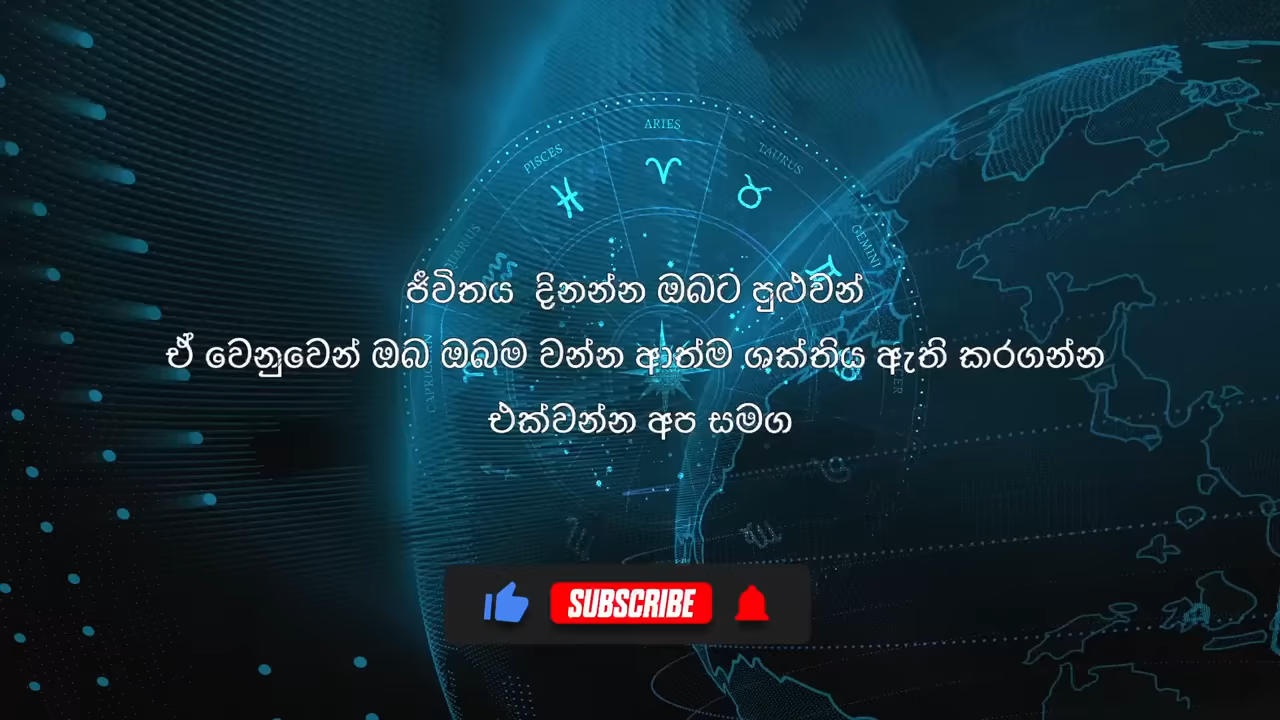 ARIES
PISCES
TAURUS
GEMINI
ජීවිතය දිනන්න ඔබට පුළුවන්
ඒ වෙනුවෙන් ඔබ ඔබම වන්න ආත්ම ශක්තිය ඇති කරගන්න
එක්වන්න අප සමග
SUBSCRIBE